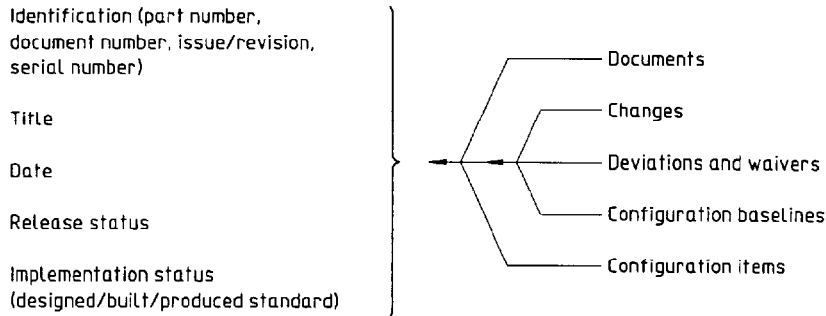 Identification (part number,
document number, issue/revision,
serial number)
Title
Date
Release status
Implementation status
(designed/built/produced standard)
Documents
Changes
Deviations and waivers
Configuration baselines
Configuration items